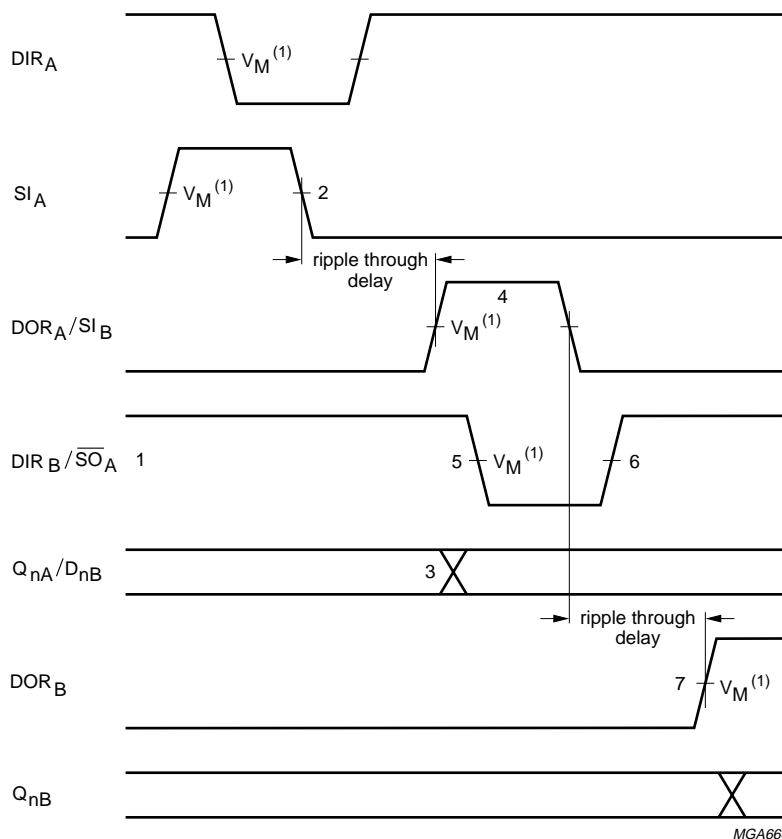 DIR_A V_M^(1)
SI_A V_M^(1) 2
ripple through
delay
DOR_A/SI_B V_M^(1) 4
DIR_B/S̅O̅_A 1 5 V_M^(1) 6
Q_nA/D_nB 3
ripple through
delay
DOR_B 7 V_M^(1)
Q_nB
MGA66